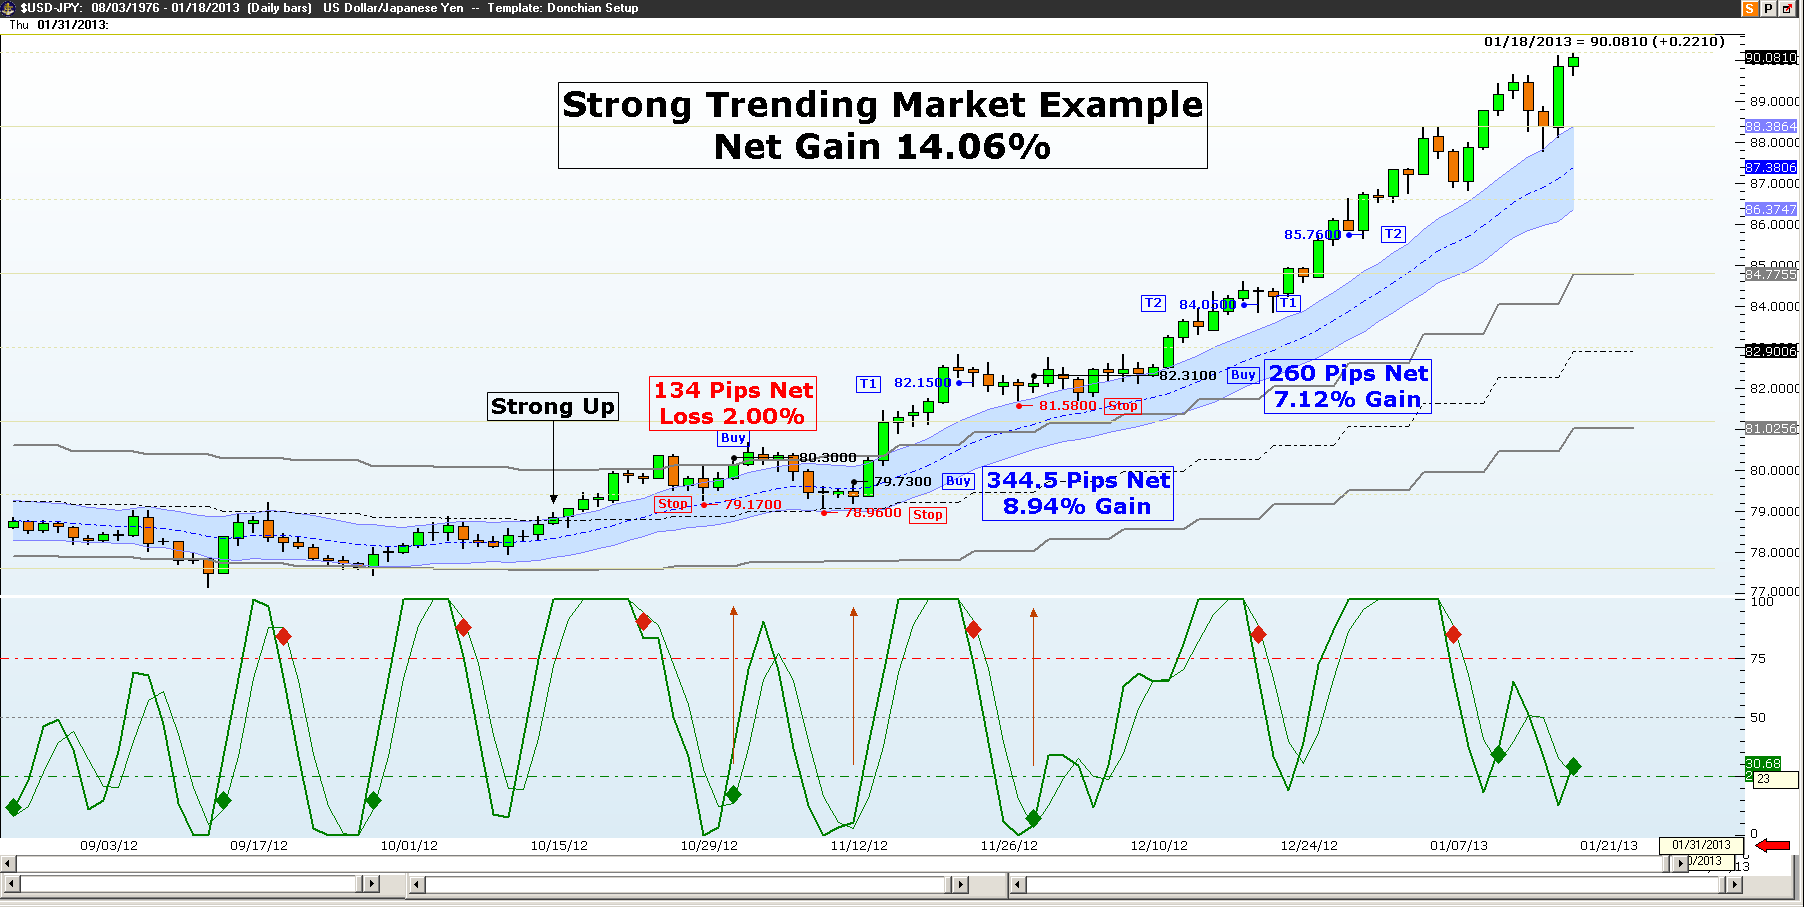 $USD-JPY: 08/03/1976 - 01/18/2013 (Daily bars) US Dollar/Japanese Yen -- Template: Donchian Setup
S P
Thu 01/31/2013:
01/18/2013 = 90.0810 (+0.2210)
90.0810
Strong Trending Market Example
Net Gain 14.06%
89.0000
88.3864
88.0000
87.3806
87.0000
86.3747
86.0000
85.7600 T2
85.0000
84.7755
T2 84.0500 T1
84.0000
82.9006
82.3100 Buy
260 Pips Net
7.12% Gain
T1 82.1500
82.0000
134 Pips Net
Loss 2.00%
Strong Up
81.5800 Stop
81.0256
Buy
80.3000
80.0000
79.7300 Buy
344.5 Pips Net
8.94% Gain
Stop 79.1700
78.9600 Stop
79.0000
78.0000
77.0000
100
75
50
30.68
23
0
09/03/12 09/17/12 10/01/12 10/15/12 10/29/12 11/12/12 11/26/12 12/10/12 12/24/12 01/07/13 01/21/13 01/31/2013
0/2013
13